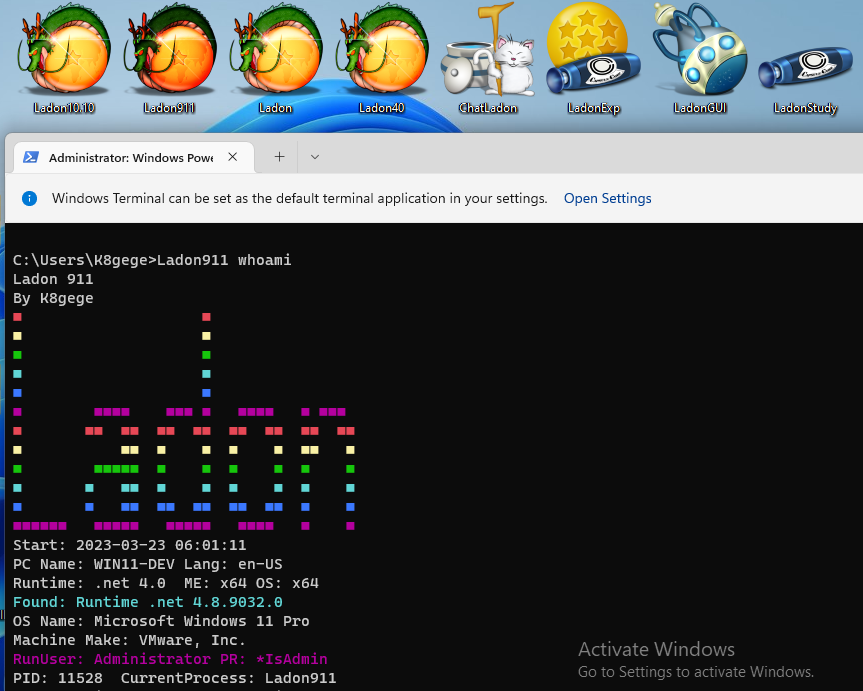 Ladon10.10 Ladon911 Ladon Ladon40 ChatLadon LadonExp LadonGUI LadonStudy
Administrator: Windows Powe
Windows Terminal can be set as the default terminal application in your settings. Open Settings
C:\Users\K8gege>Ladon911 whoami
Ladon 911
By K8gege
Ladon
Start: 2023-03-23 06:01:11
PC Name: WIN11-DEV Lang: en-US
Runtime: .net 4.0 ME: x64 OS: x64
Found: Runtime .net 4.8.9032.0
OS Name: Microsoft Windows 11 Pro
Machine Make: VMware, Inc.
RunUser: Administrator PR: *IsAdmin
PID: 11528 CurrentProcess: Ladon911
Activate Windows
Go to Settings to activate Windows.